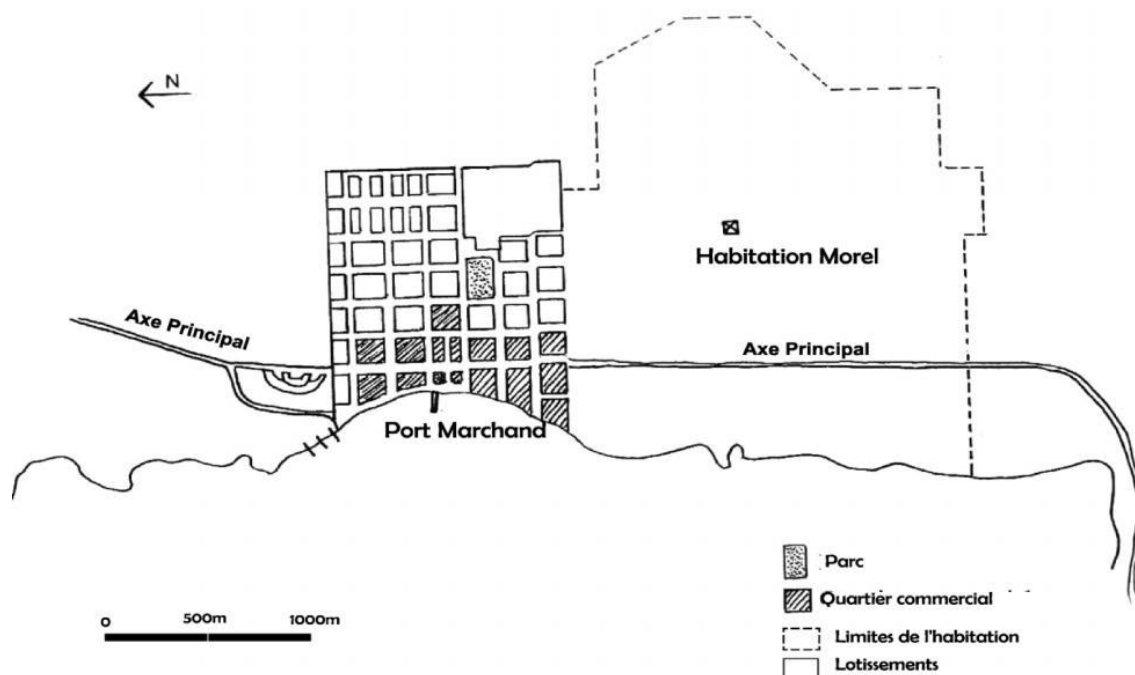 N
Habitation Morel
Axe Principal
Axe Principal
Port Marchand
Parc
Quartier commercial
0 500m 1000m
Limites de l'habitation
Lotissements